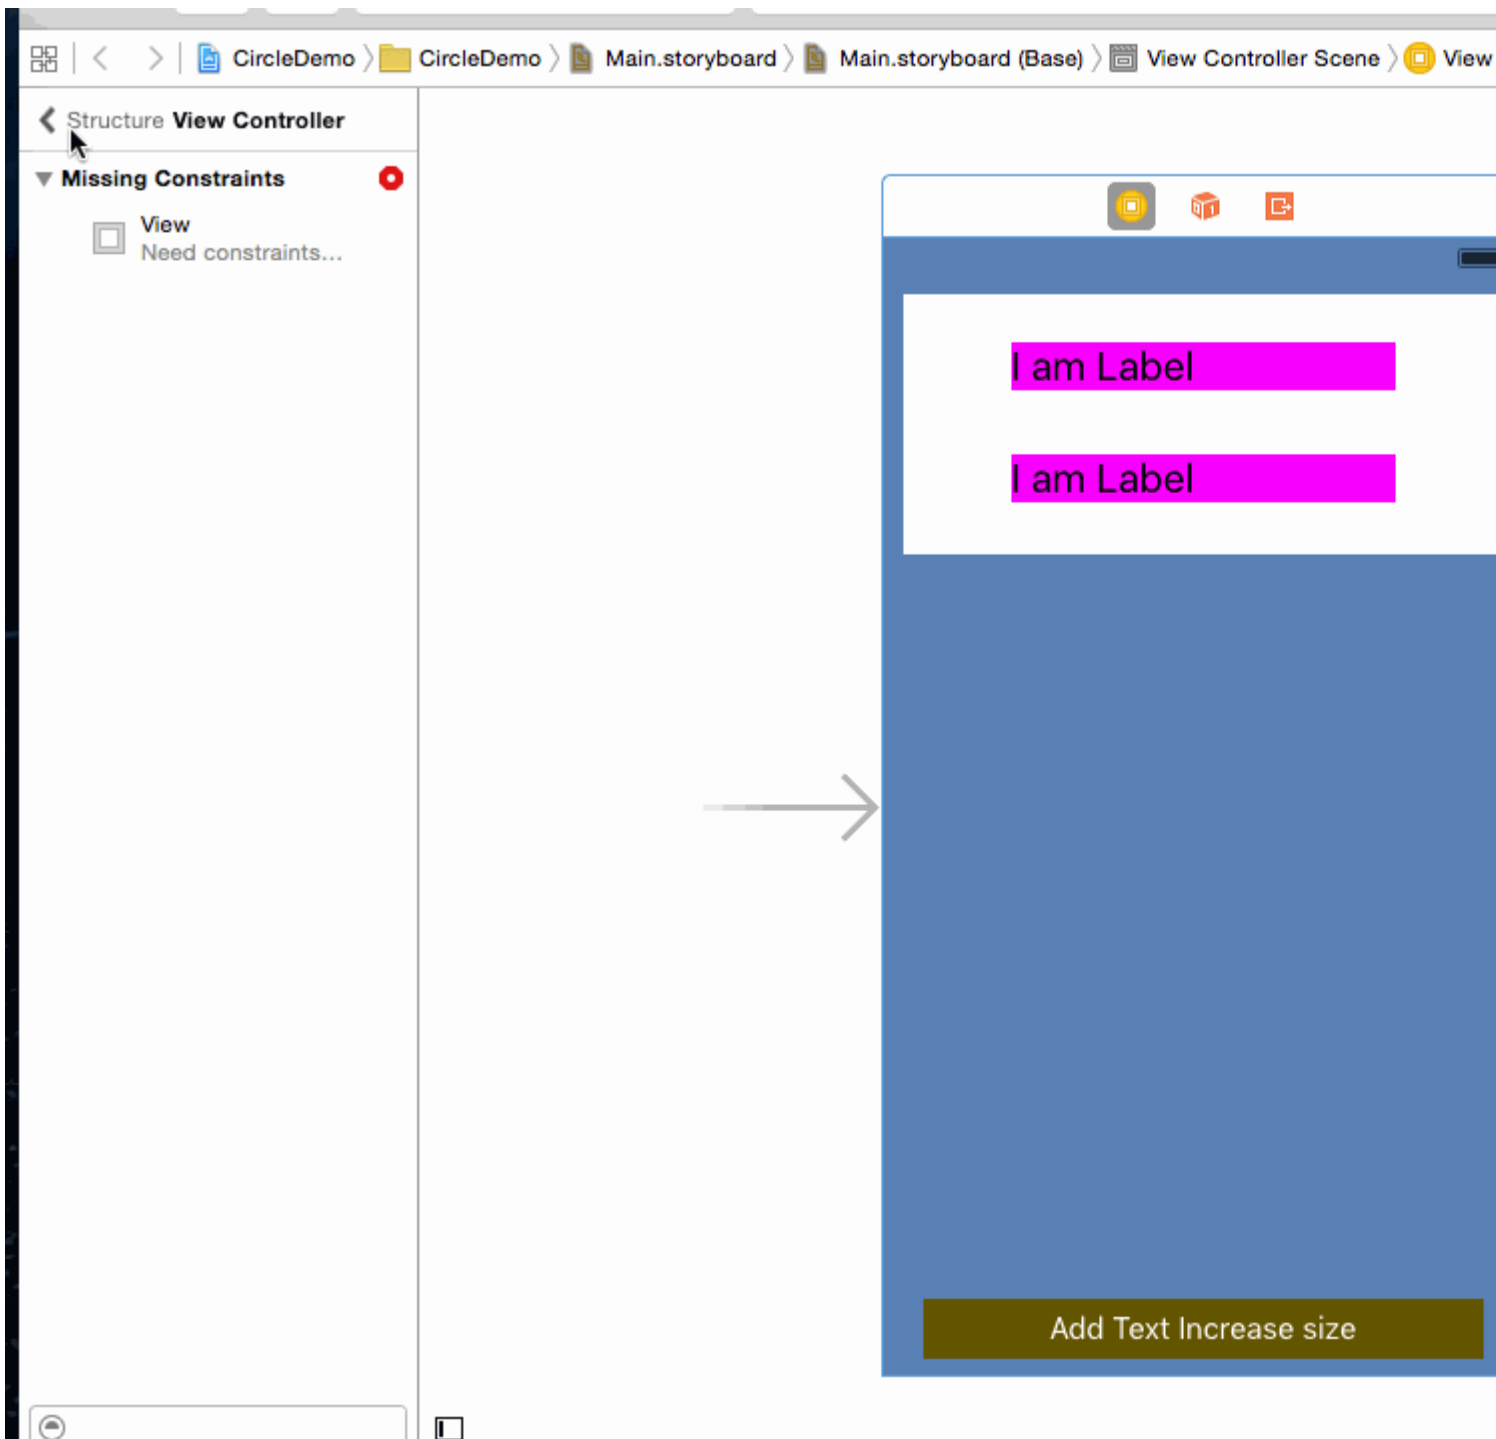 CircleDemo CircleDemo Main.storyboard Main.storyboard (Base) View Controller Scene View
Structure View Controller
Missing Constraints
View
Need constraints...
I am Label
I am Label
Add Text Increase size